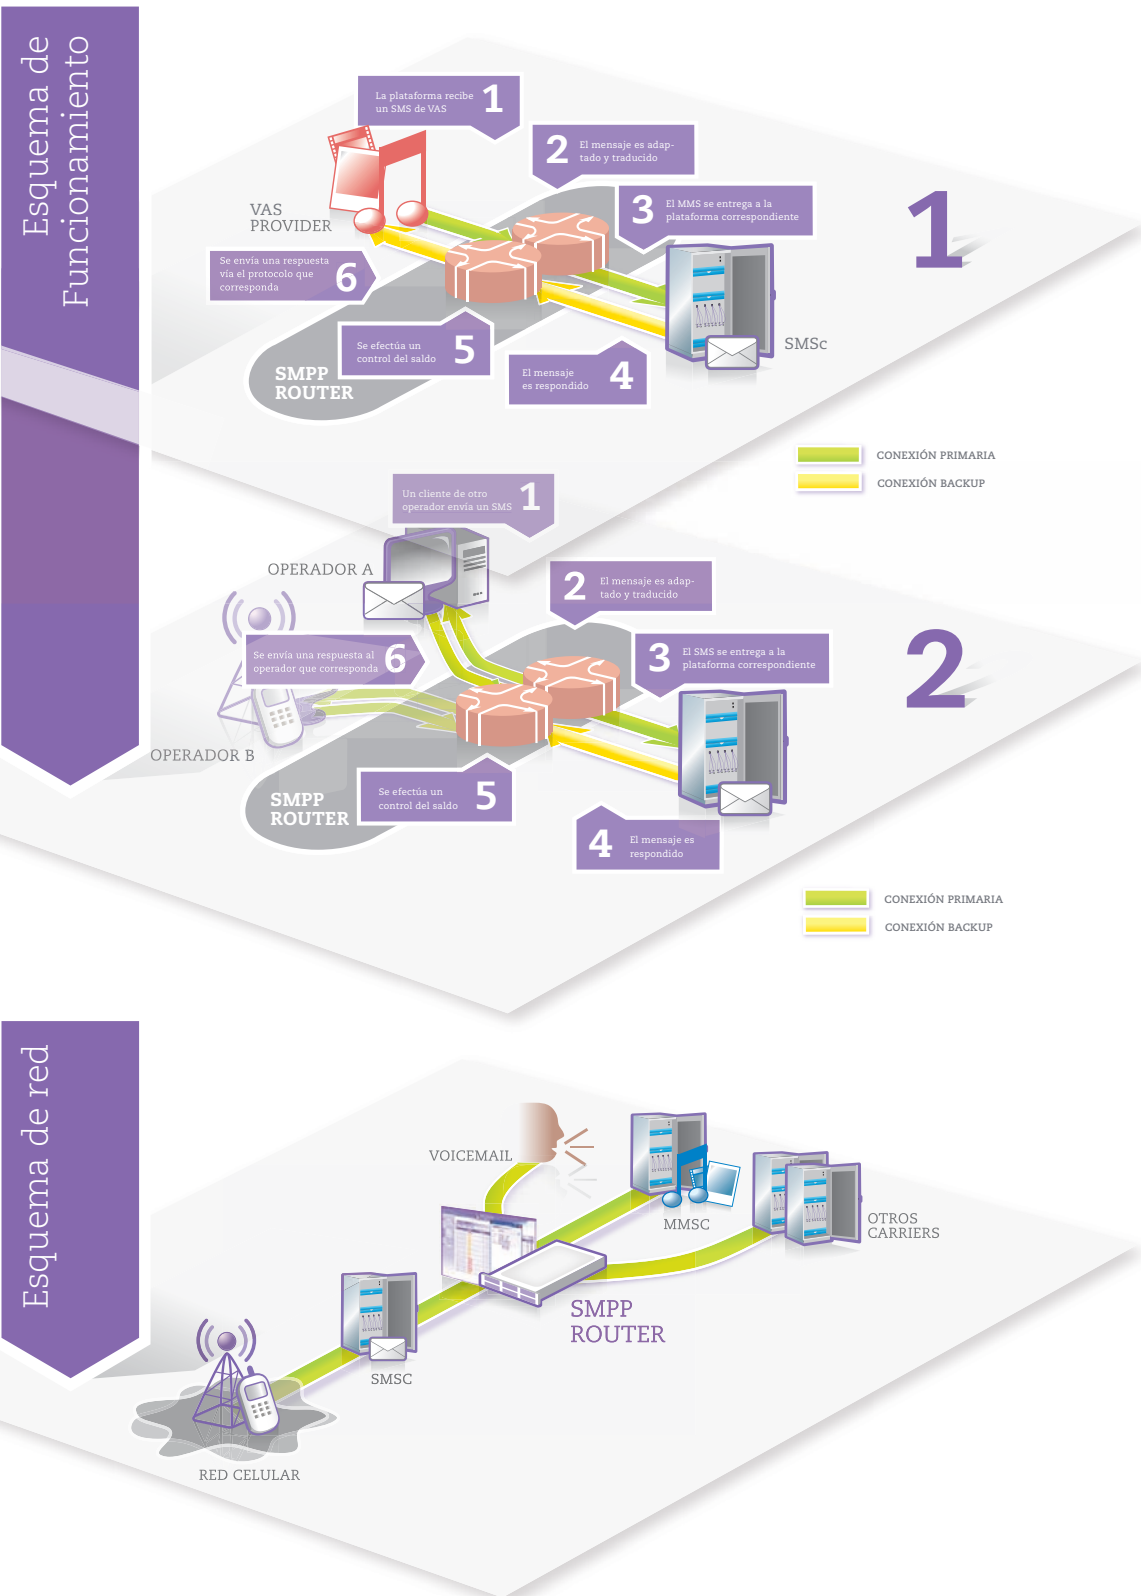 Esquema de
Funcionamiento
1
La plataforma recibe
un SMS de VAS
2
El mensaje es adap-
tado y traducido
3
El MMS se entrega a la
plataforma correspondiente
1
VAS
PROVIDER
Se envía una respuesta
vía el protocolo que
corresponda
6
Se efectúa un
control del saldo
5
El mensaje
es respondido
4
SMSc
SMPP
ROUTER
CONEXIÓN PRIMARIA
CONEXIÓN BACKUP
Un cliente de otro
operador envía un SMS
1
OPERADOR A
2
El mensaje es adap-
tado y traducido
3
El SMS se entrega a la
plataforma correspondiente
2
Se envía una respuesta al
operador que corresponda
6
OPERADOR B
Se efectúa un
control del saldo
5
SMPP
ROUTER
4
El mensaje es
respondido
CONEXIÓN PRIMARIA
CONEXIÓN BACKUP
Esquema de red
VOICEMAIL
MMSC
OTROS
CARRIERS
SMPP
ROUTER
SMSC
RED CELULAR